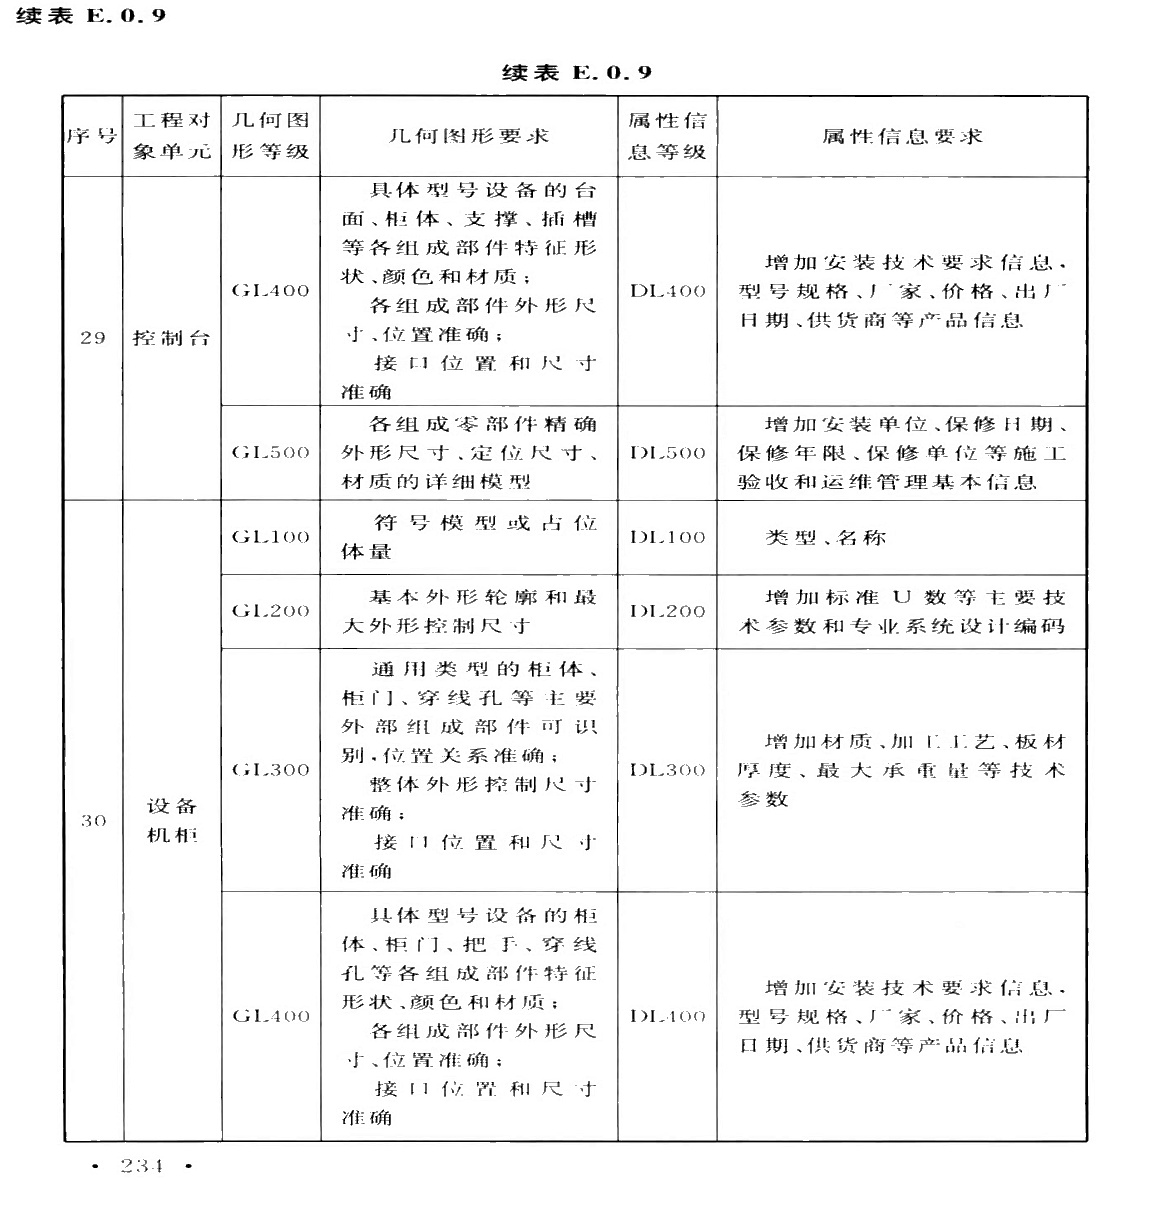 续表 E.0.9
续表 E.0.9
序号
工程对
象单元
几何图
形等级
几何图形要求
属性信
息等级
属性信息要求
29
控制台
GL400
具体型号设备的台
面、柜体、支撑、插槽
等各组成部件特征形
状、颜色和材质；
各组成部件外形尺
寸、位置准确；
接口位置和尺寸
准确
DL400
增加安装技术要求信息，
型号规格、厂家、价格、出厂
日期、供货商等产品信息
GL500
各组成零部件精确
外形尺寸、定位尺寸、
材质的详细模型
DL500
增加安装单位、保修日期、
保修年限、保修单位等施工
验收和运维管理基本信息
30
设备
机柜
GL100
符号模型或占位
体量
DL100
类型、名称
GL200
基本外形轮廓和最
大外形控制尺寸
DL200
增加标准 U 数等主要技
术参数和专业系统设计编码
GL300
通用类型的柜体、
柜门、穿线孔等主要
外部组成部件可识
别，位置关系准确；
整体外形控制尺寸
准确；
接口位置和尺寸
准确
DL300
增加材质、加工工艺、板材
厚度、最大承重量等技术
参数
GL400
具体型号设备的柜
体、柜门、把手、穿线
孔等各组成部件特征
形状、颜色和材质；
各组成部件外形尺
寸、位置准确；
接口位置和尺寸
准确
DL400
增加安装技术要求信息，
型号规格、厂家、价格、出厂
日期、供货商等产品信息
• 234 •